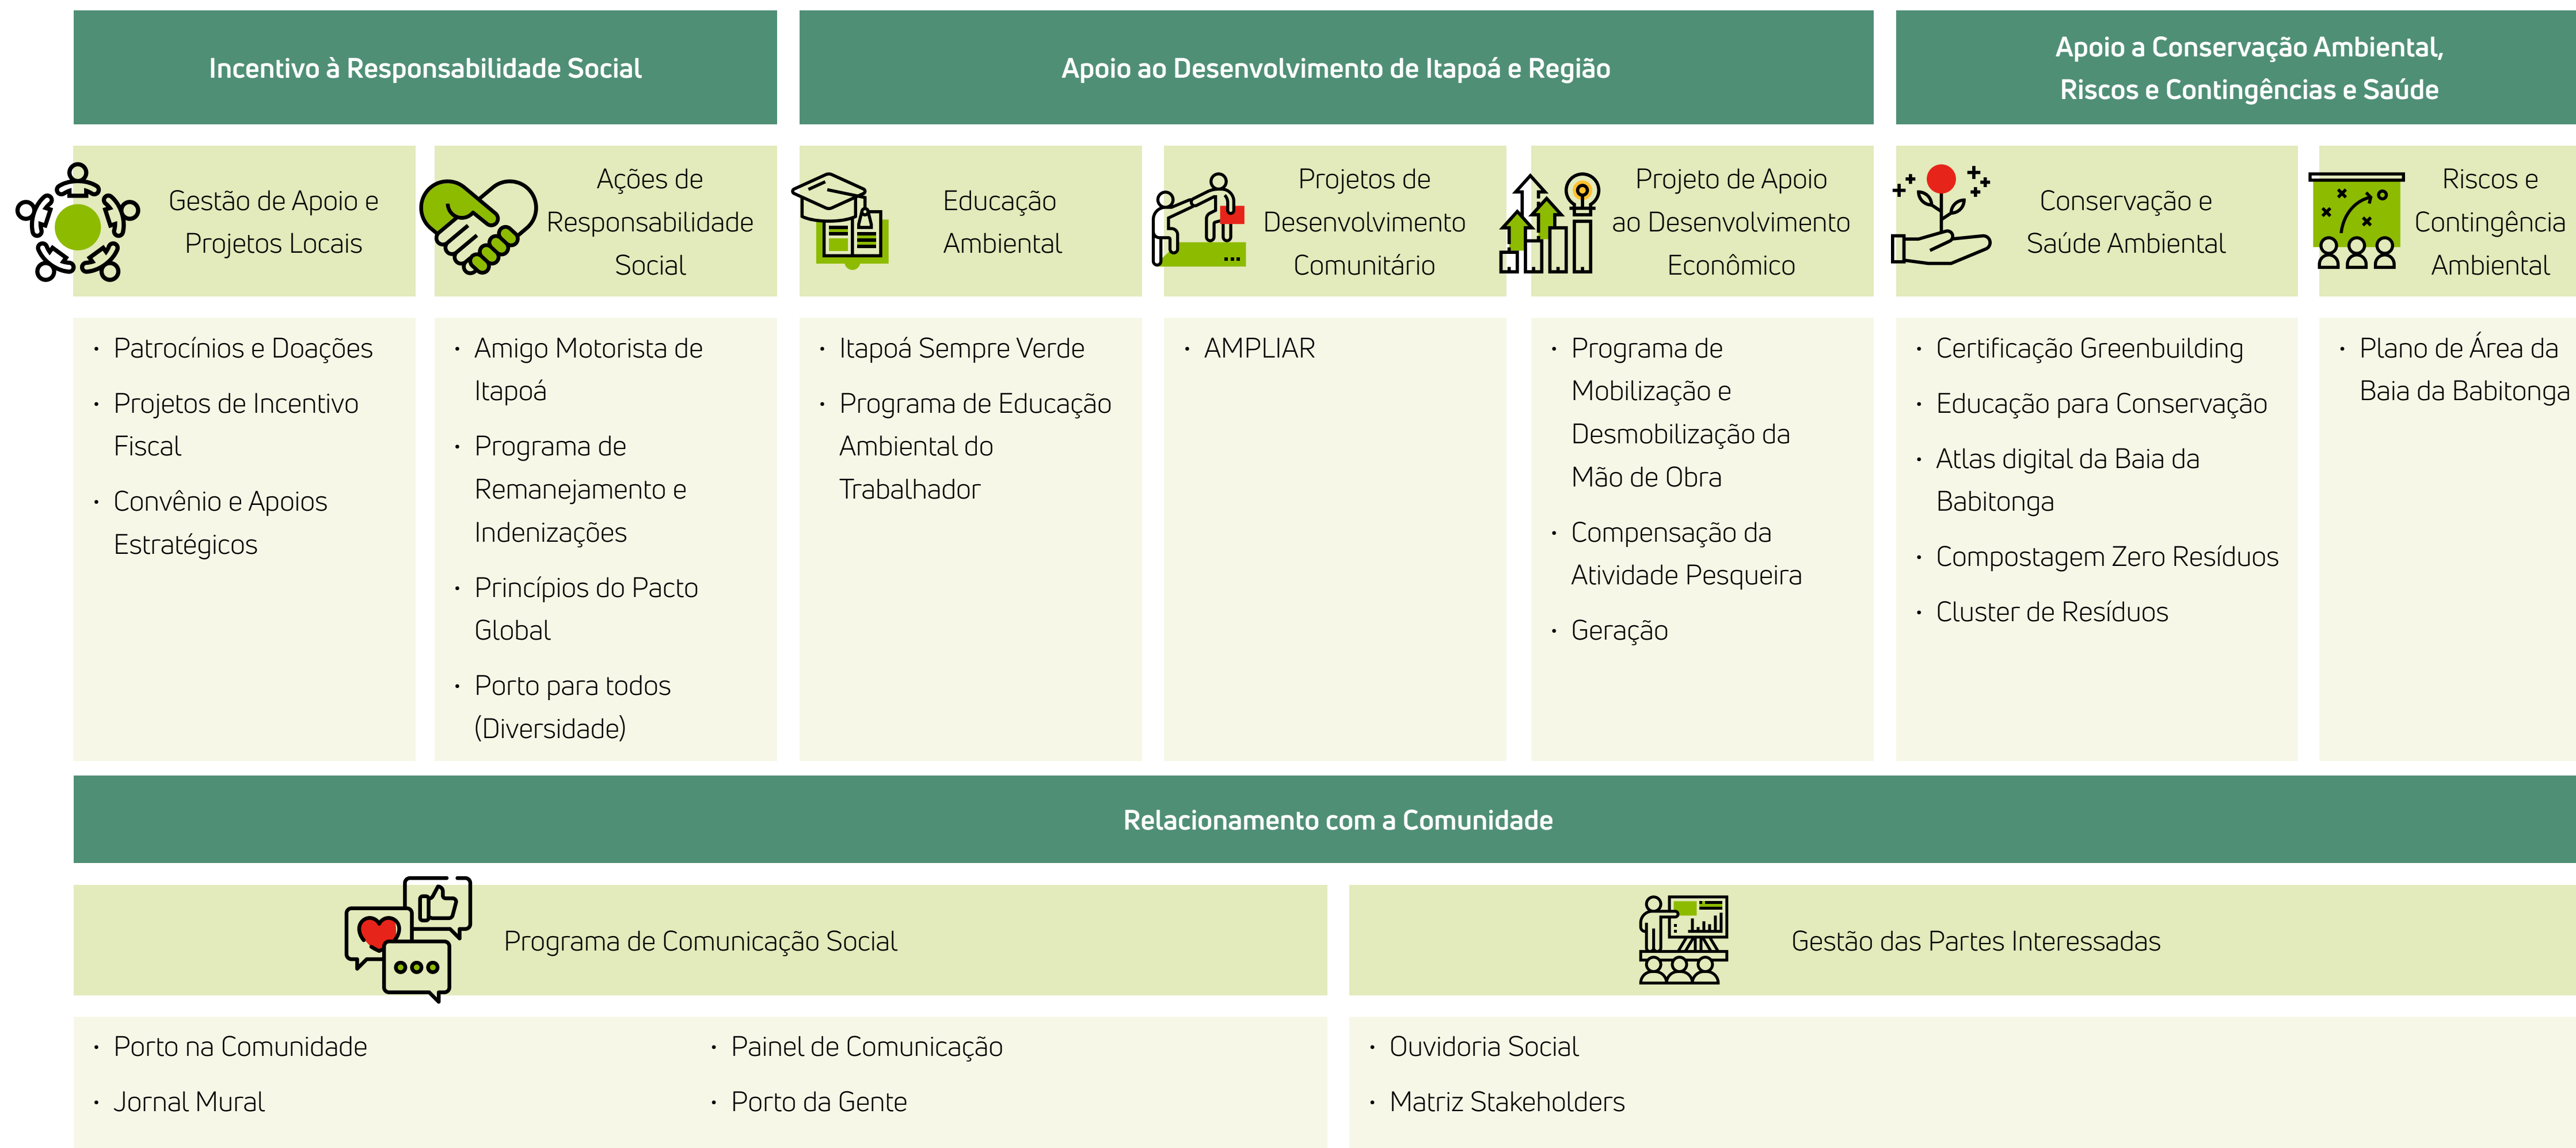 Incentivo à Responsabilidade Social
Apoio ao Desenvolvimento de Itapoá e Região
Apoio a Conservação Ambiental,
Riscos e Contingências e Saúde
Gestão de Apoio e
Projetos Locais
Ações de
Responsabilidade
Social
Educação
Ambiental
Projetos de
Desenvolvimento
Comunitário
Projeto de Apoio
ao Desenvolvimento
Econômico
Conservação e
Saúde Ambiental
Riscos e
Contingência
Ambiental
• Patrocínios e Doações
• Projetos de Incentivo
Fiscal
• Convênio e Apoios
Estratégicos
• Amigo Motorista de
Itapoá
• Programa de
Remanejamento e
Indenizações
• Princípios do Pacto
Global
• Porto para todos
(Diversidade)
• Itapoá Sempre Verde
• Programa de Educação
Ambiental do
Trabalhador
• AMPLIAR
• Programa de
Mobilização e
Desmobilização da
Mão de Obra
• Compensação da
Atividade Pesqueira
• Geração
• Certificação Greenbuilding
• Educação para Conservação
• Atlas digital da Baia da
Babitonga
• Compostagem Zero Resíduos
• Cluster de Resíduos
• Plano de Área da
Baia da Babitonga
Relacionamento com a Comunidade
Programa de Comunicação Social
Gestão das Partes Interessadas
• Porto na Comunidade
• Jornal Mural
• Painel de Comunicação
• Porto da Gente
• Ouvidoria Social
• Matriz Stakeholders